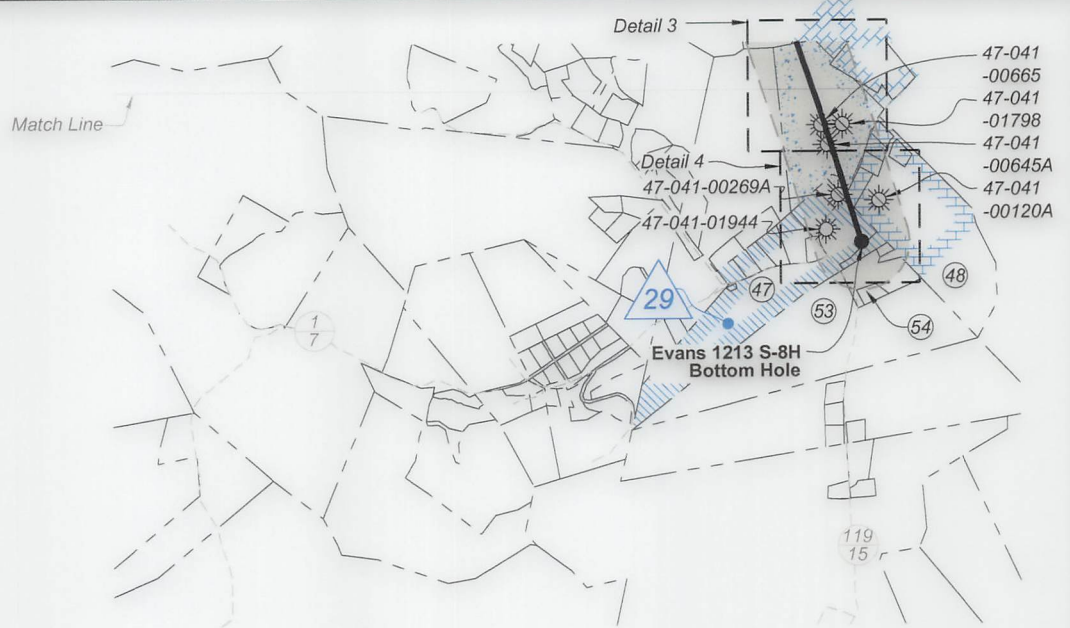 Detail 3
47-041
-00665
47-041
-01798
47-041
-00645A
47-041
-00120A
Match Line
Detail 4
47-041-00269A
47-041-01944
29
47
48
53
54
1
7
Evans 1213 S-8H
Bottom Hole
119
15
r